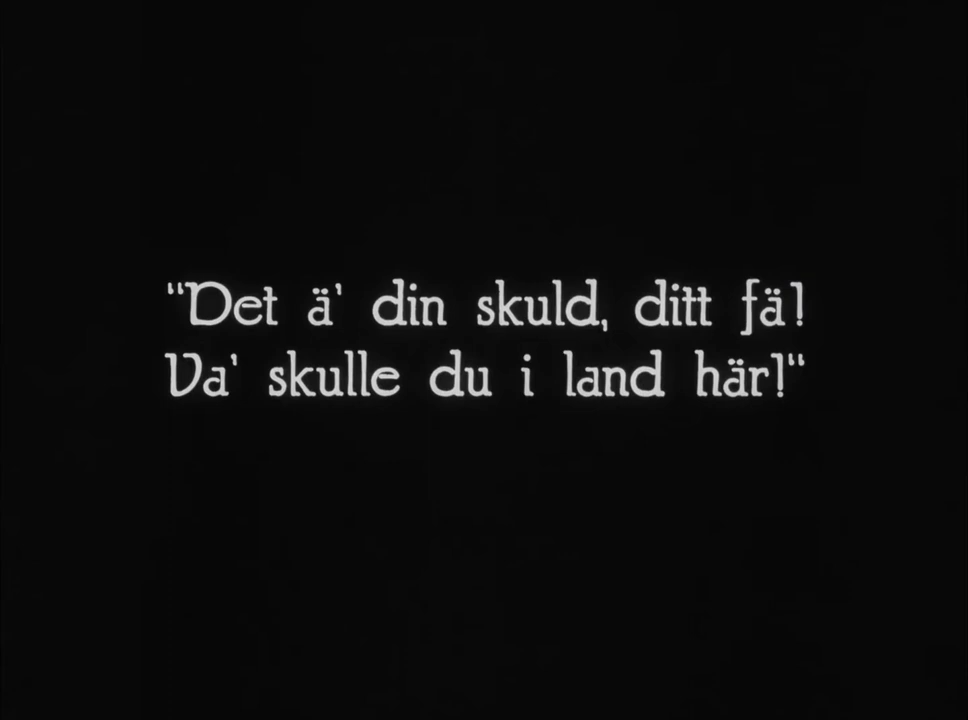 "Det ä' din skuld, ditt fä!
Va' skulle du i land här!"